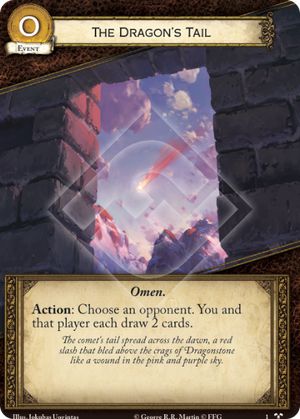 0
THE DRAGON'S TAIL
EVENT
Omen.
Action: Choose an opponent. You and
that player each draw 2 cards.
The comet's tail spread across the dawn, a red
slash that bled above the crags of Dragonstone
like a wound in the pink and purple sky.
Illus. Jokubas Uogintas
© George R.R. Martin © FFG
1